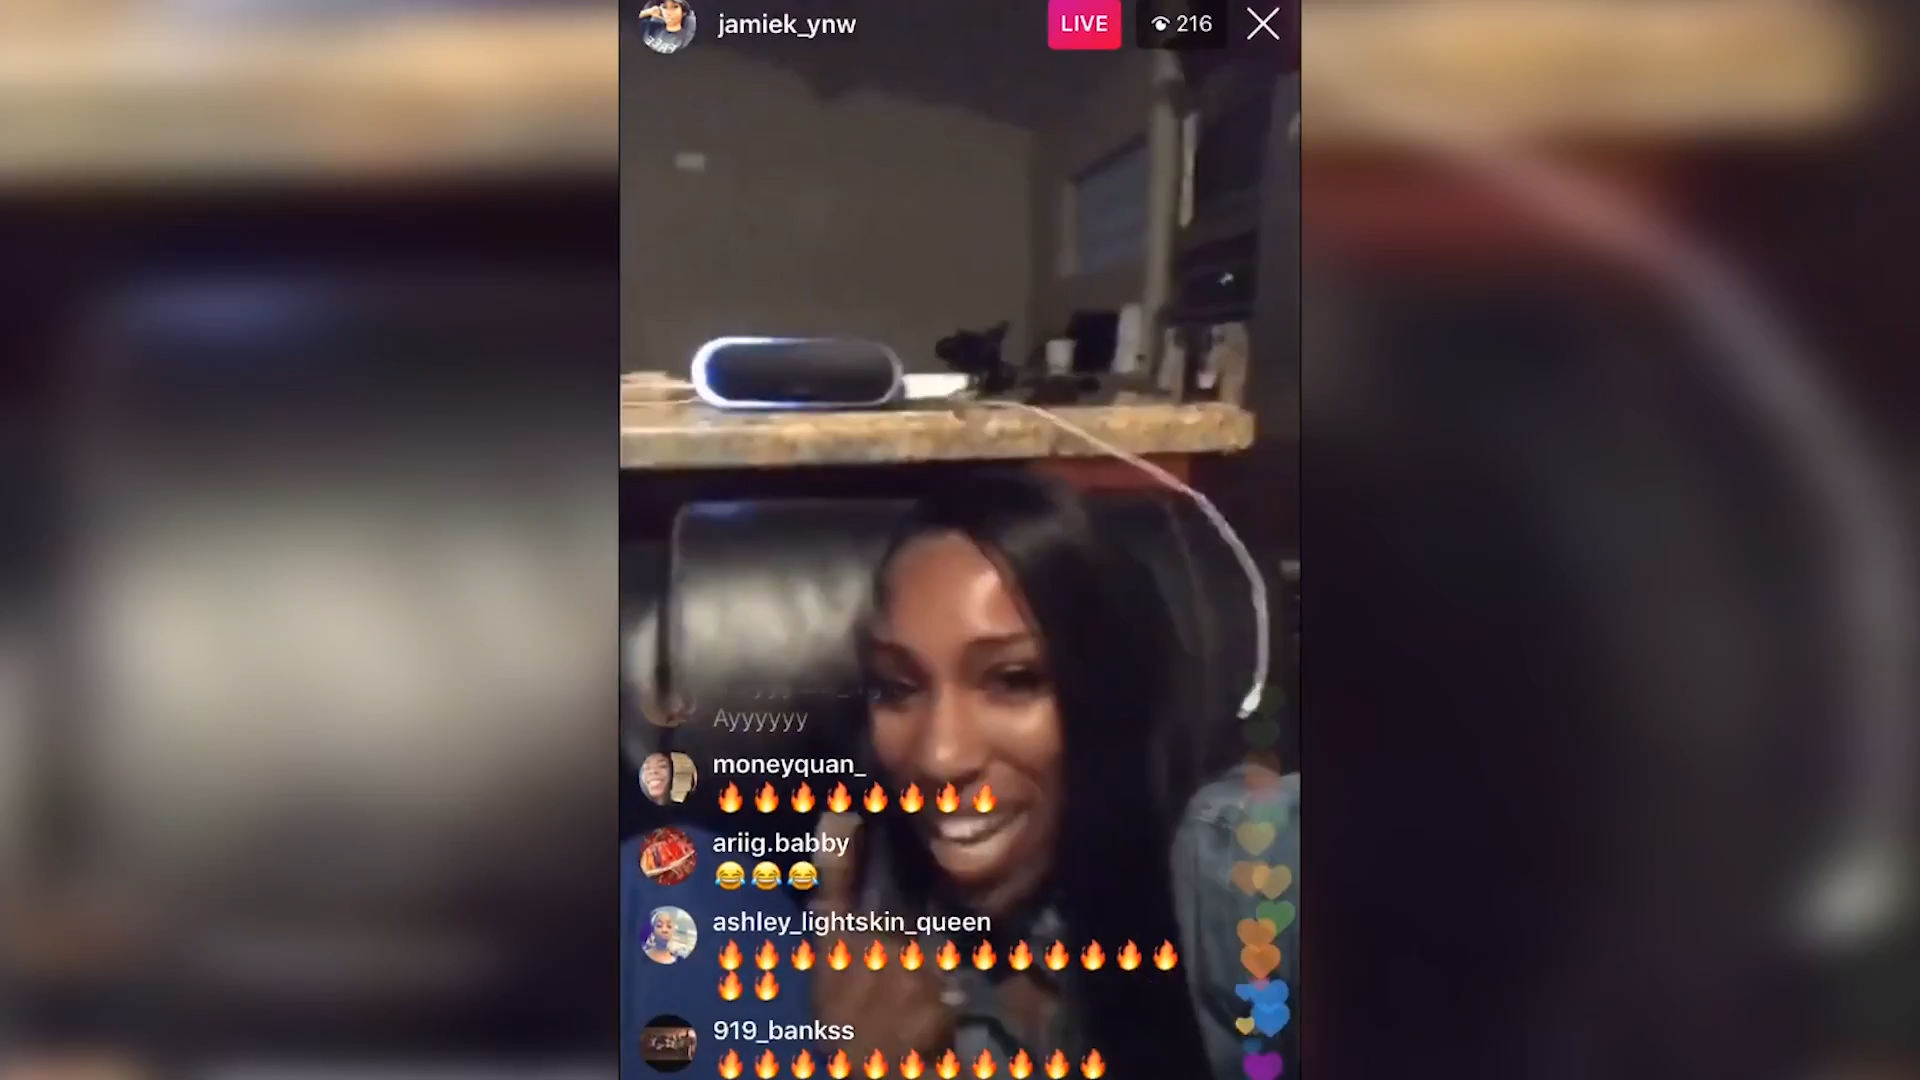 jamiek_ynw
LIVE
216
Ayyyyyy
moneyquan_
🔥🔥🔥🔥🔥🔥🔥🔥
ariig.babby
😂😂😂
ashley_lightskin_queen
🔥🔥🔥🔥🔥🔥🔥🔥🔥🔥🔥🔥🔥
🔥🔥
919_bankss
🔥🔥🔥🔥🔥🔥🔥🔥🔥🔥🔥